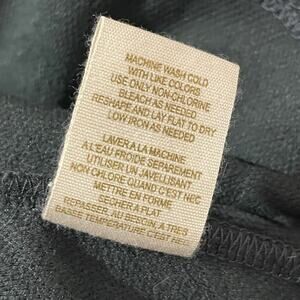 MACHINE WASH COLD
WITH LIKE COLORS
USE ONLY NON-CHLORINE
BLEACH AS NEEDED
RESHAPE AND LAY FLAT TO DRY
LOW IRON AS NEEDED
LAVER A LA MACHINE
A L'EAU FROIDE SEPAREMENT
UTILISER UN JAVELLISANT
NON CHLORE QUAND C'EST NEC
METTRE EN FORME
SECHER A FLAT
REPASSER, AU BESOIN, A TRES
BASSE TEMPERATURE C'EST NEC